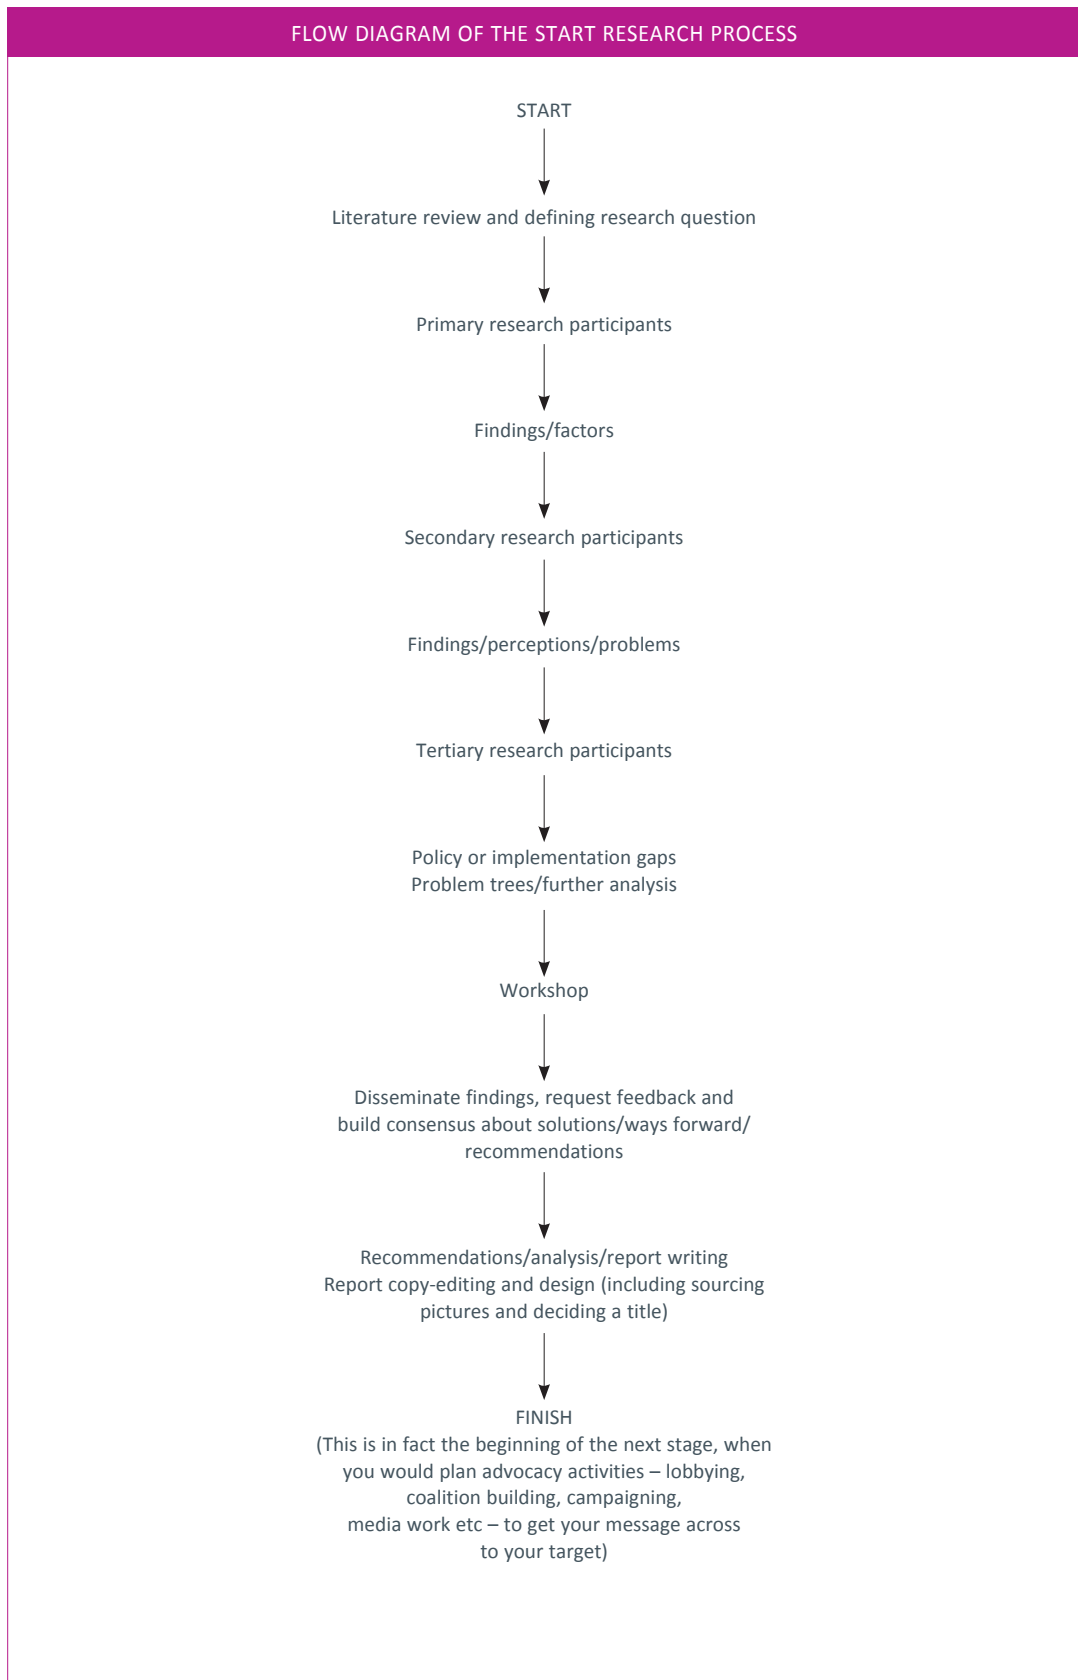 FLOW DIAGRAM OF THE START RESEARCH PROCESS
START
Literature review and defining research question
Primary research participants
Findings/factors
Secondary research participants
Findings/perceptions/problems
Tertiary research participants
Policy or implementation gaps
Problem trees/further analysis
Workshop
Disseminate findings, request feedback and
build consensus about solutions/ways forward/
recommendations
Recommendations/analysis/report writing
Report copy-editing and design (including sourcing
pictures and deciding a title)
FINISH
(This is in fact the beginning of the next stage, when
you would plan advocacy activities – lobbying,
coalition building, campaigning,
media work etc – to get your message across
to your target)